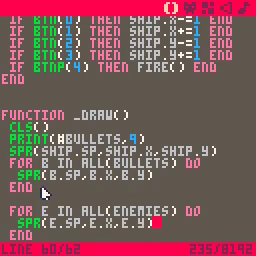 IF BTN(0) THEN SHIP.X-=1 END
IF BTN(1) THEN SHIP.X+=1 END
IF BTN(2) THEN SHIP.Y-=1 END
IF BTN(3) THEN SHIP.Y+=1 END
IF BTNP(4) THEN FIRE() END
END
FUNCTION _DRAW()
CLS()
PRINT(#BULLETS,9)
SPR(SHIP.SP,SHIP.X,SHIP.Y)
FOR B IN ALL(BULLETS) DO
SPR(B.SP,B.X,B.Y)
END
FOR E IN ALL(ENEMIES) DO
SPR(E.SP,E.X,E.Y)
END
LINE 60/62 235/8192